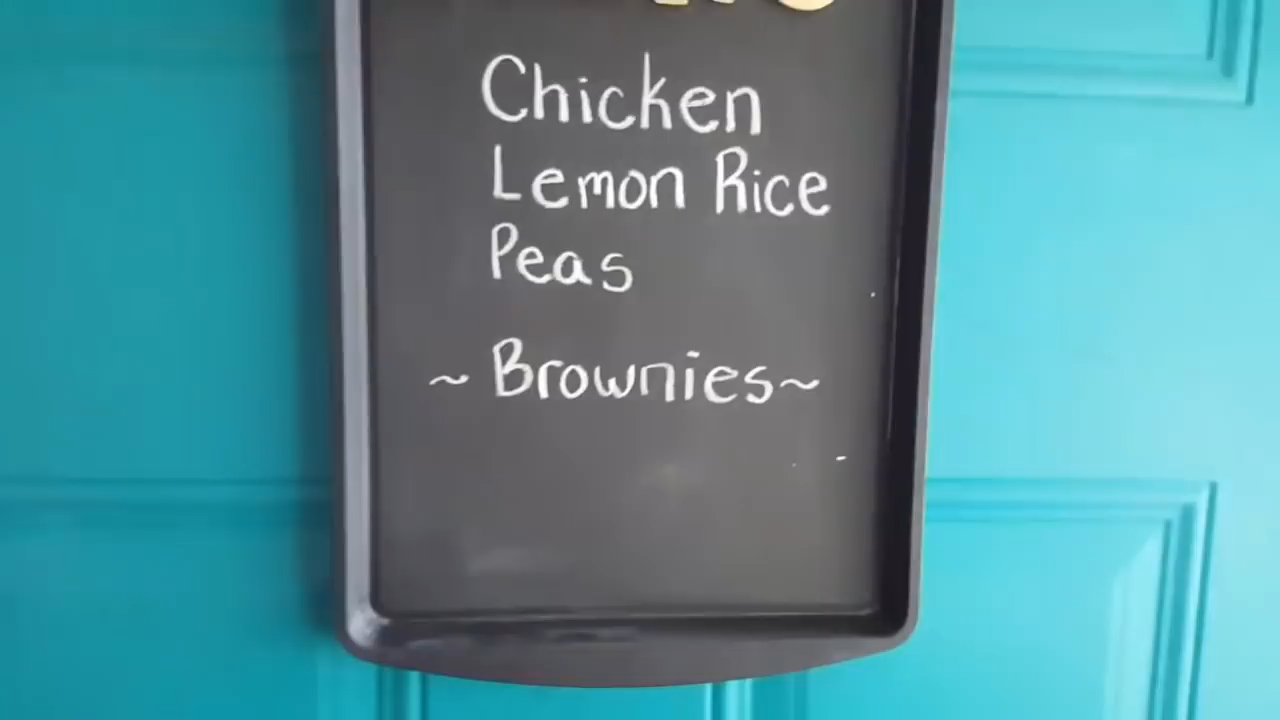 Chicken
Lemon Rice
Peas
~ Brownies ~